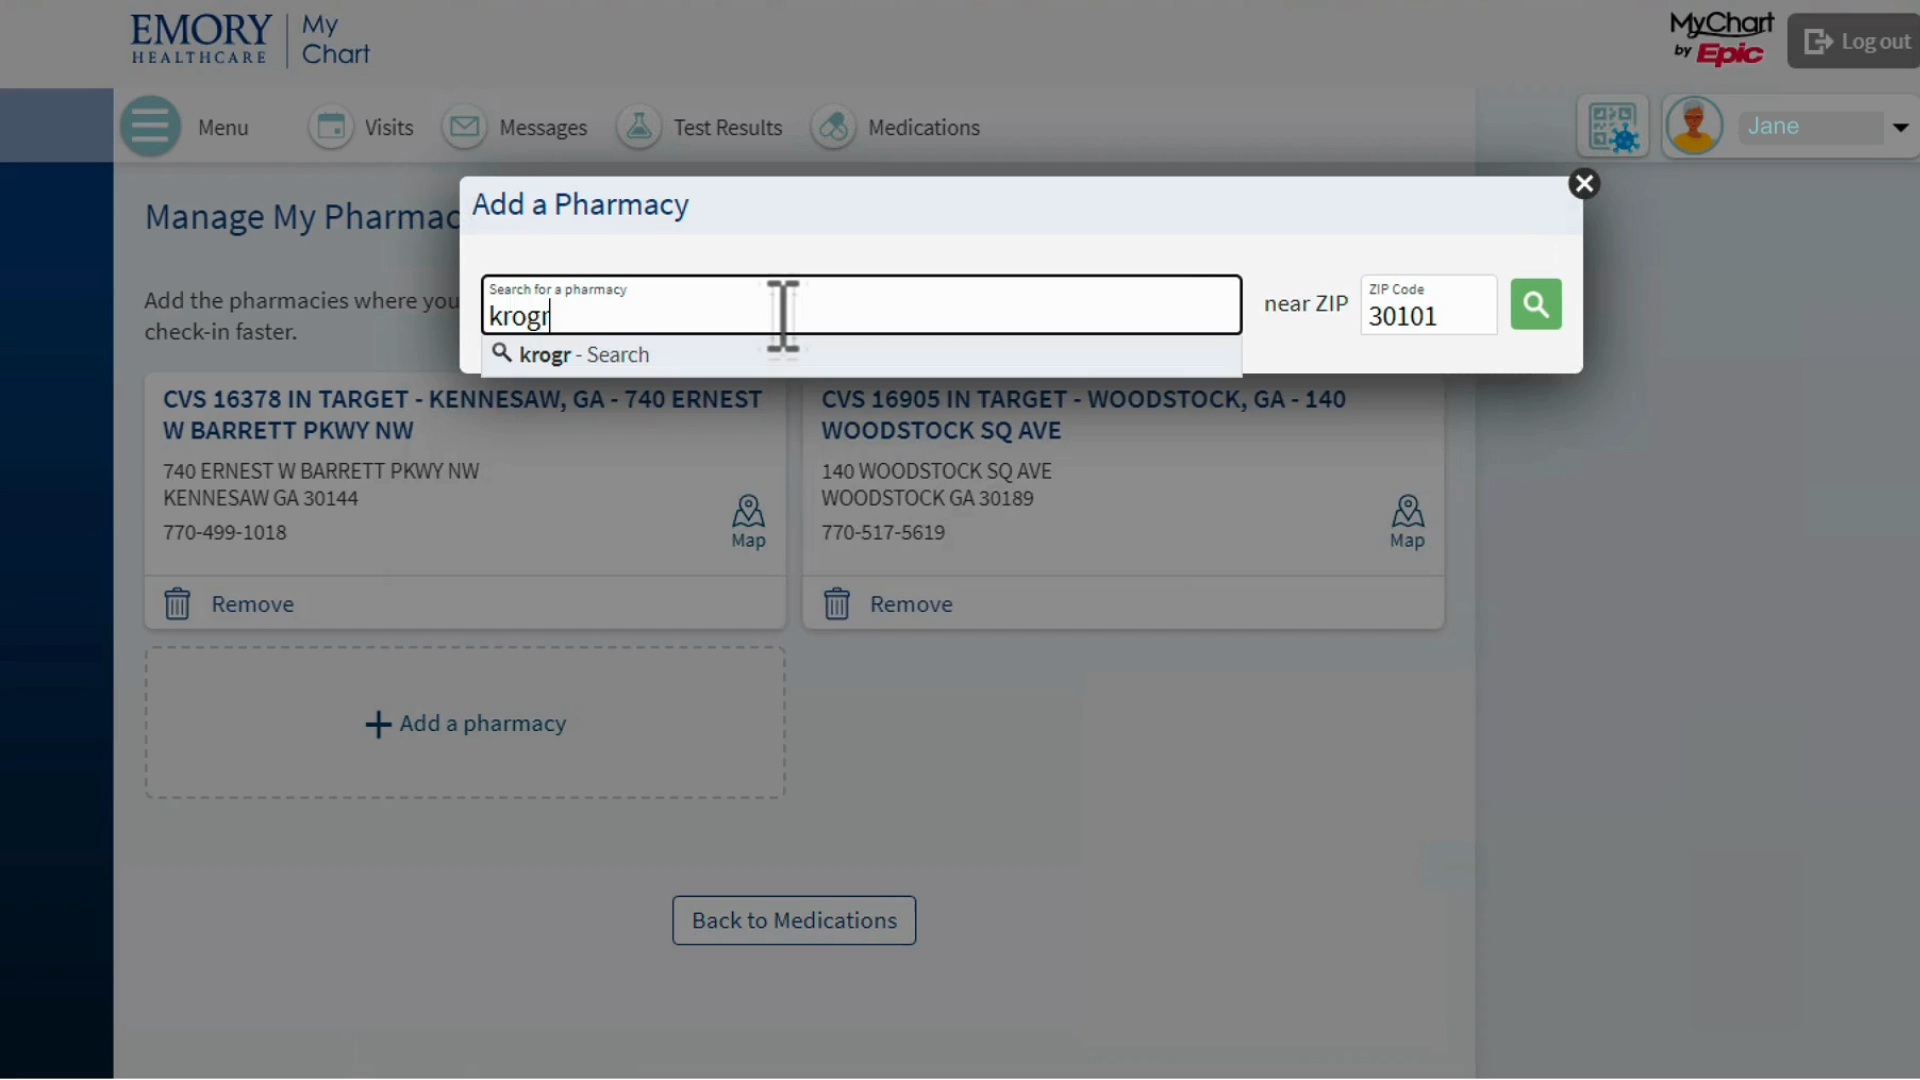 EMORY
HEALTHCARE
My
Chart
MyChart
by Epic
Log out
Menu
Visits
Messages
Test Results
Medications
Jane
Manage My Pharmac
Add a Pharmacy
Add the pharmacies where you
check-in faster.
Search for a pharmacy
krogr
near ZIP
ZIP Code
30101
krogr - Search
CVS 16378 IN TARGET - KENNESAW, GA - 740 ERNEST
W BARRETT PKWY NW
740 ERNEST W BARRETT PKWY NW
KENNESAW GA 30144
770-499-1018
Map
Remove
CVS 16905 IN TARGET - WOODSTOCK, GA - 140
WOODSTOCK SQ AVE
140 WOODSTOCK SQ AVE
WOODSTOCK GA 30189
770-517-5619
Map
Remove
Add a pharmacy
Back to Medications